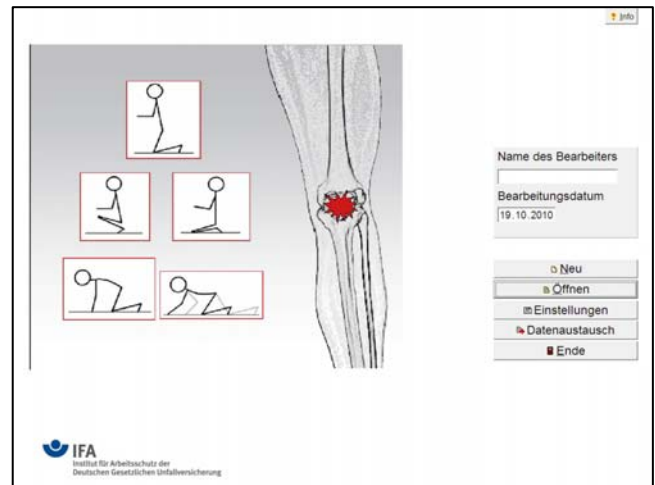 ? Info
Name des Bearbeiters
Bearbeitungsdatum
19.10.2010
Neu
Öffnen
Einstellungen
Datenaustausch
Ende
IFA
Institut für Arbeitsschutz der
Deutschen Gesetzlichen Unfallversicherung